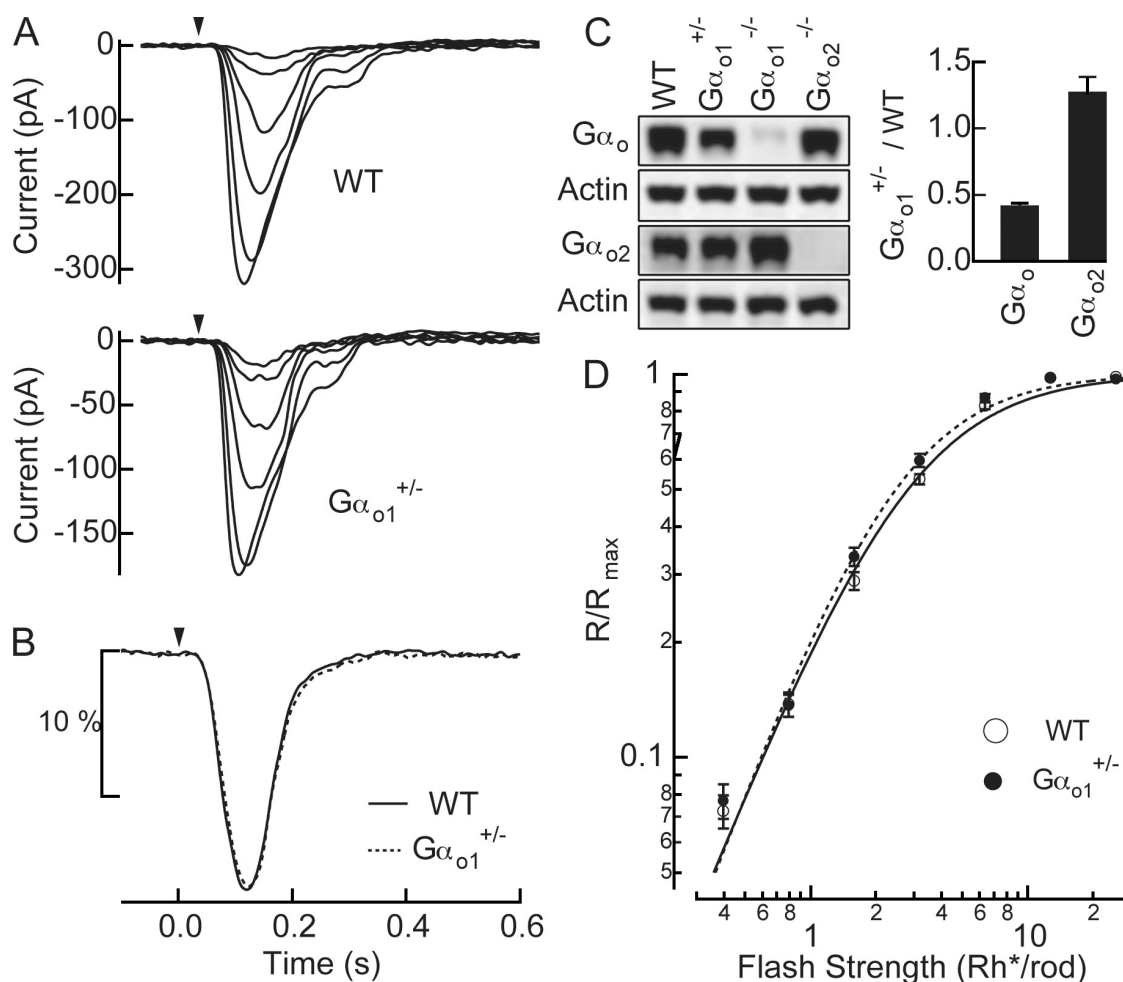 A
0
-100
-200
-300
Current (pA)
WT
0
-50
-100
-150
Current (pA)
Gαo1+/-
B
10 %
WT
Gαo1+/-
0.0 0.2 0.4 0.6
Time (s)
C
WT Gαo1+/- Gαo1-/- Gαo2-/-
Gαo
Actin
Gαo2
Actin
Gαo1+/- / WT
1.5
1.0
0.5
0.0
Gαo Gαo2
D
R/Rmax
1
8
7
6
5
4
3
2
0.1
8
7
6
5
WT
Gαo1+/-
4 6 8 1 2 4 6 8 10 2
Flash Strength (Rh*/rod)